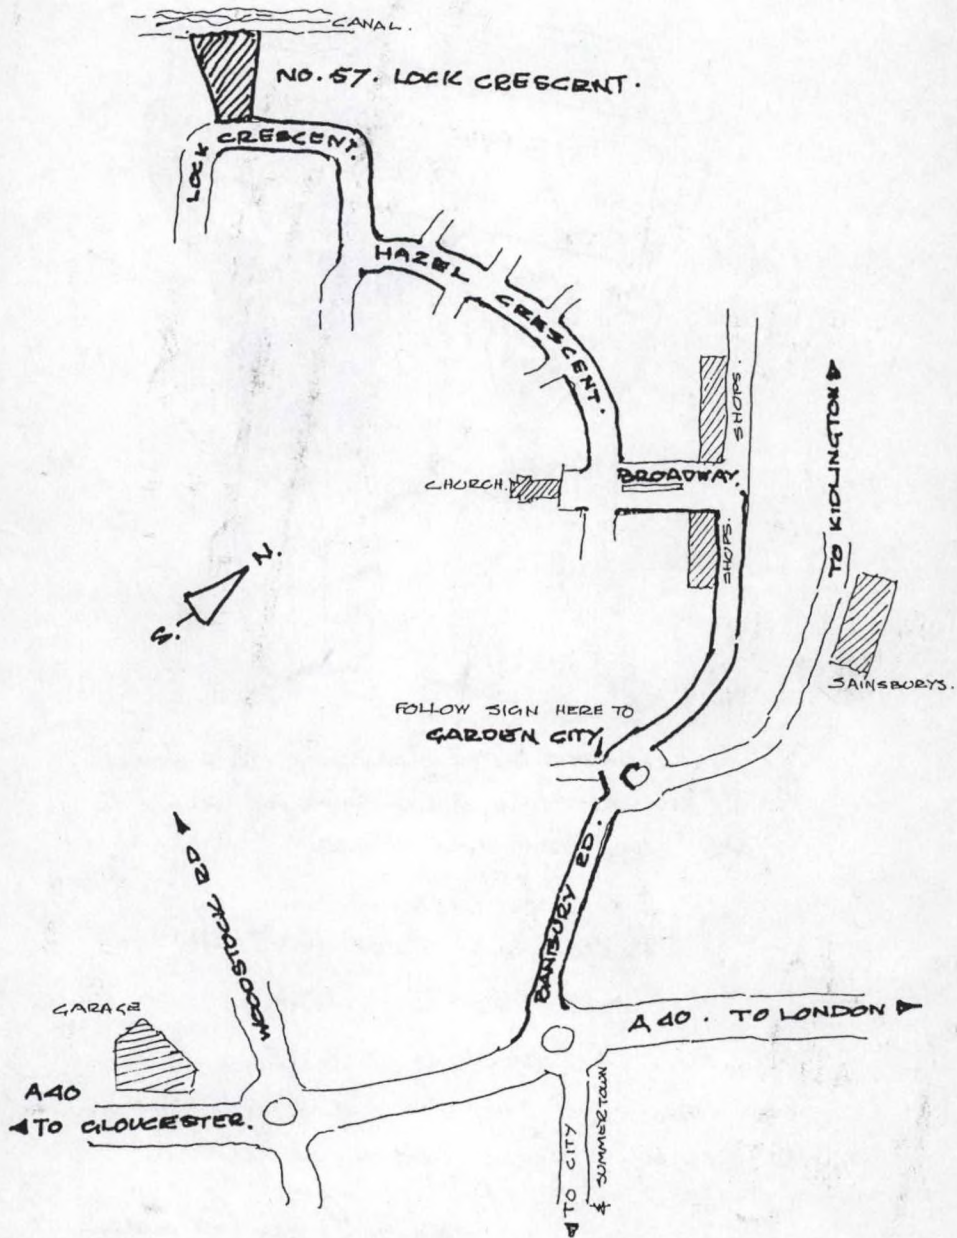 CANAL.
NO. 57. LOCK CRESCENT.
LOCK CRESCENT.
HAZEL CRESCENT.
SHOPS.
TO KIDLINGTON
CHURCH.
BROADWAY.
SHOPS.
N.
S.
SAINSBURYS.
FOLLOW SIGN HERE TO
GARDEN CITY
BANBURY RD.
WOODSTOCK RD
GARAGE
A40. TO LONDON
A40
TO GLOUCESTER.
TO CITY
& SUMMERTOWN